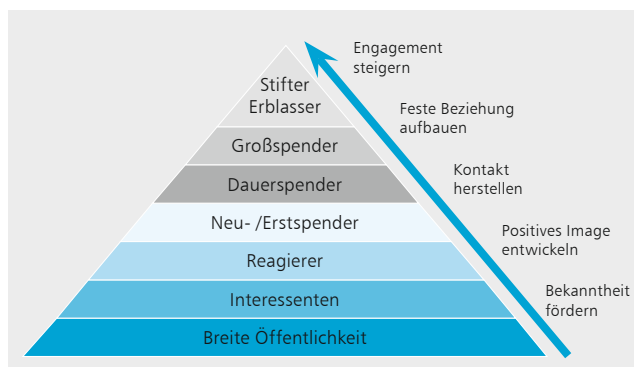 Engagement
steigern
Stifter
Erblasser
Feste Beziehung
aufbauen
Großspender
Kontakt
herstellen
Dauerspender
Neu- /Erstspender
Positives Image
entwickeln
Reagierer
Interessenten
Bekanntheit
fördern
Breite Öffentlichkeit